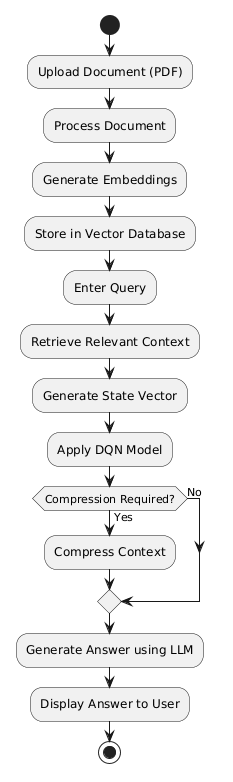 Upload Document (PDF)
Process Document
Generate Embeddings
Store in Vector Database
Enter Query
Retrieve Relevant Context
Generate State Vector
Apply DQN Model
Compression Required?
No
Yes
Compress Context
Generate Answer using LLM
Display Answer to User